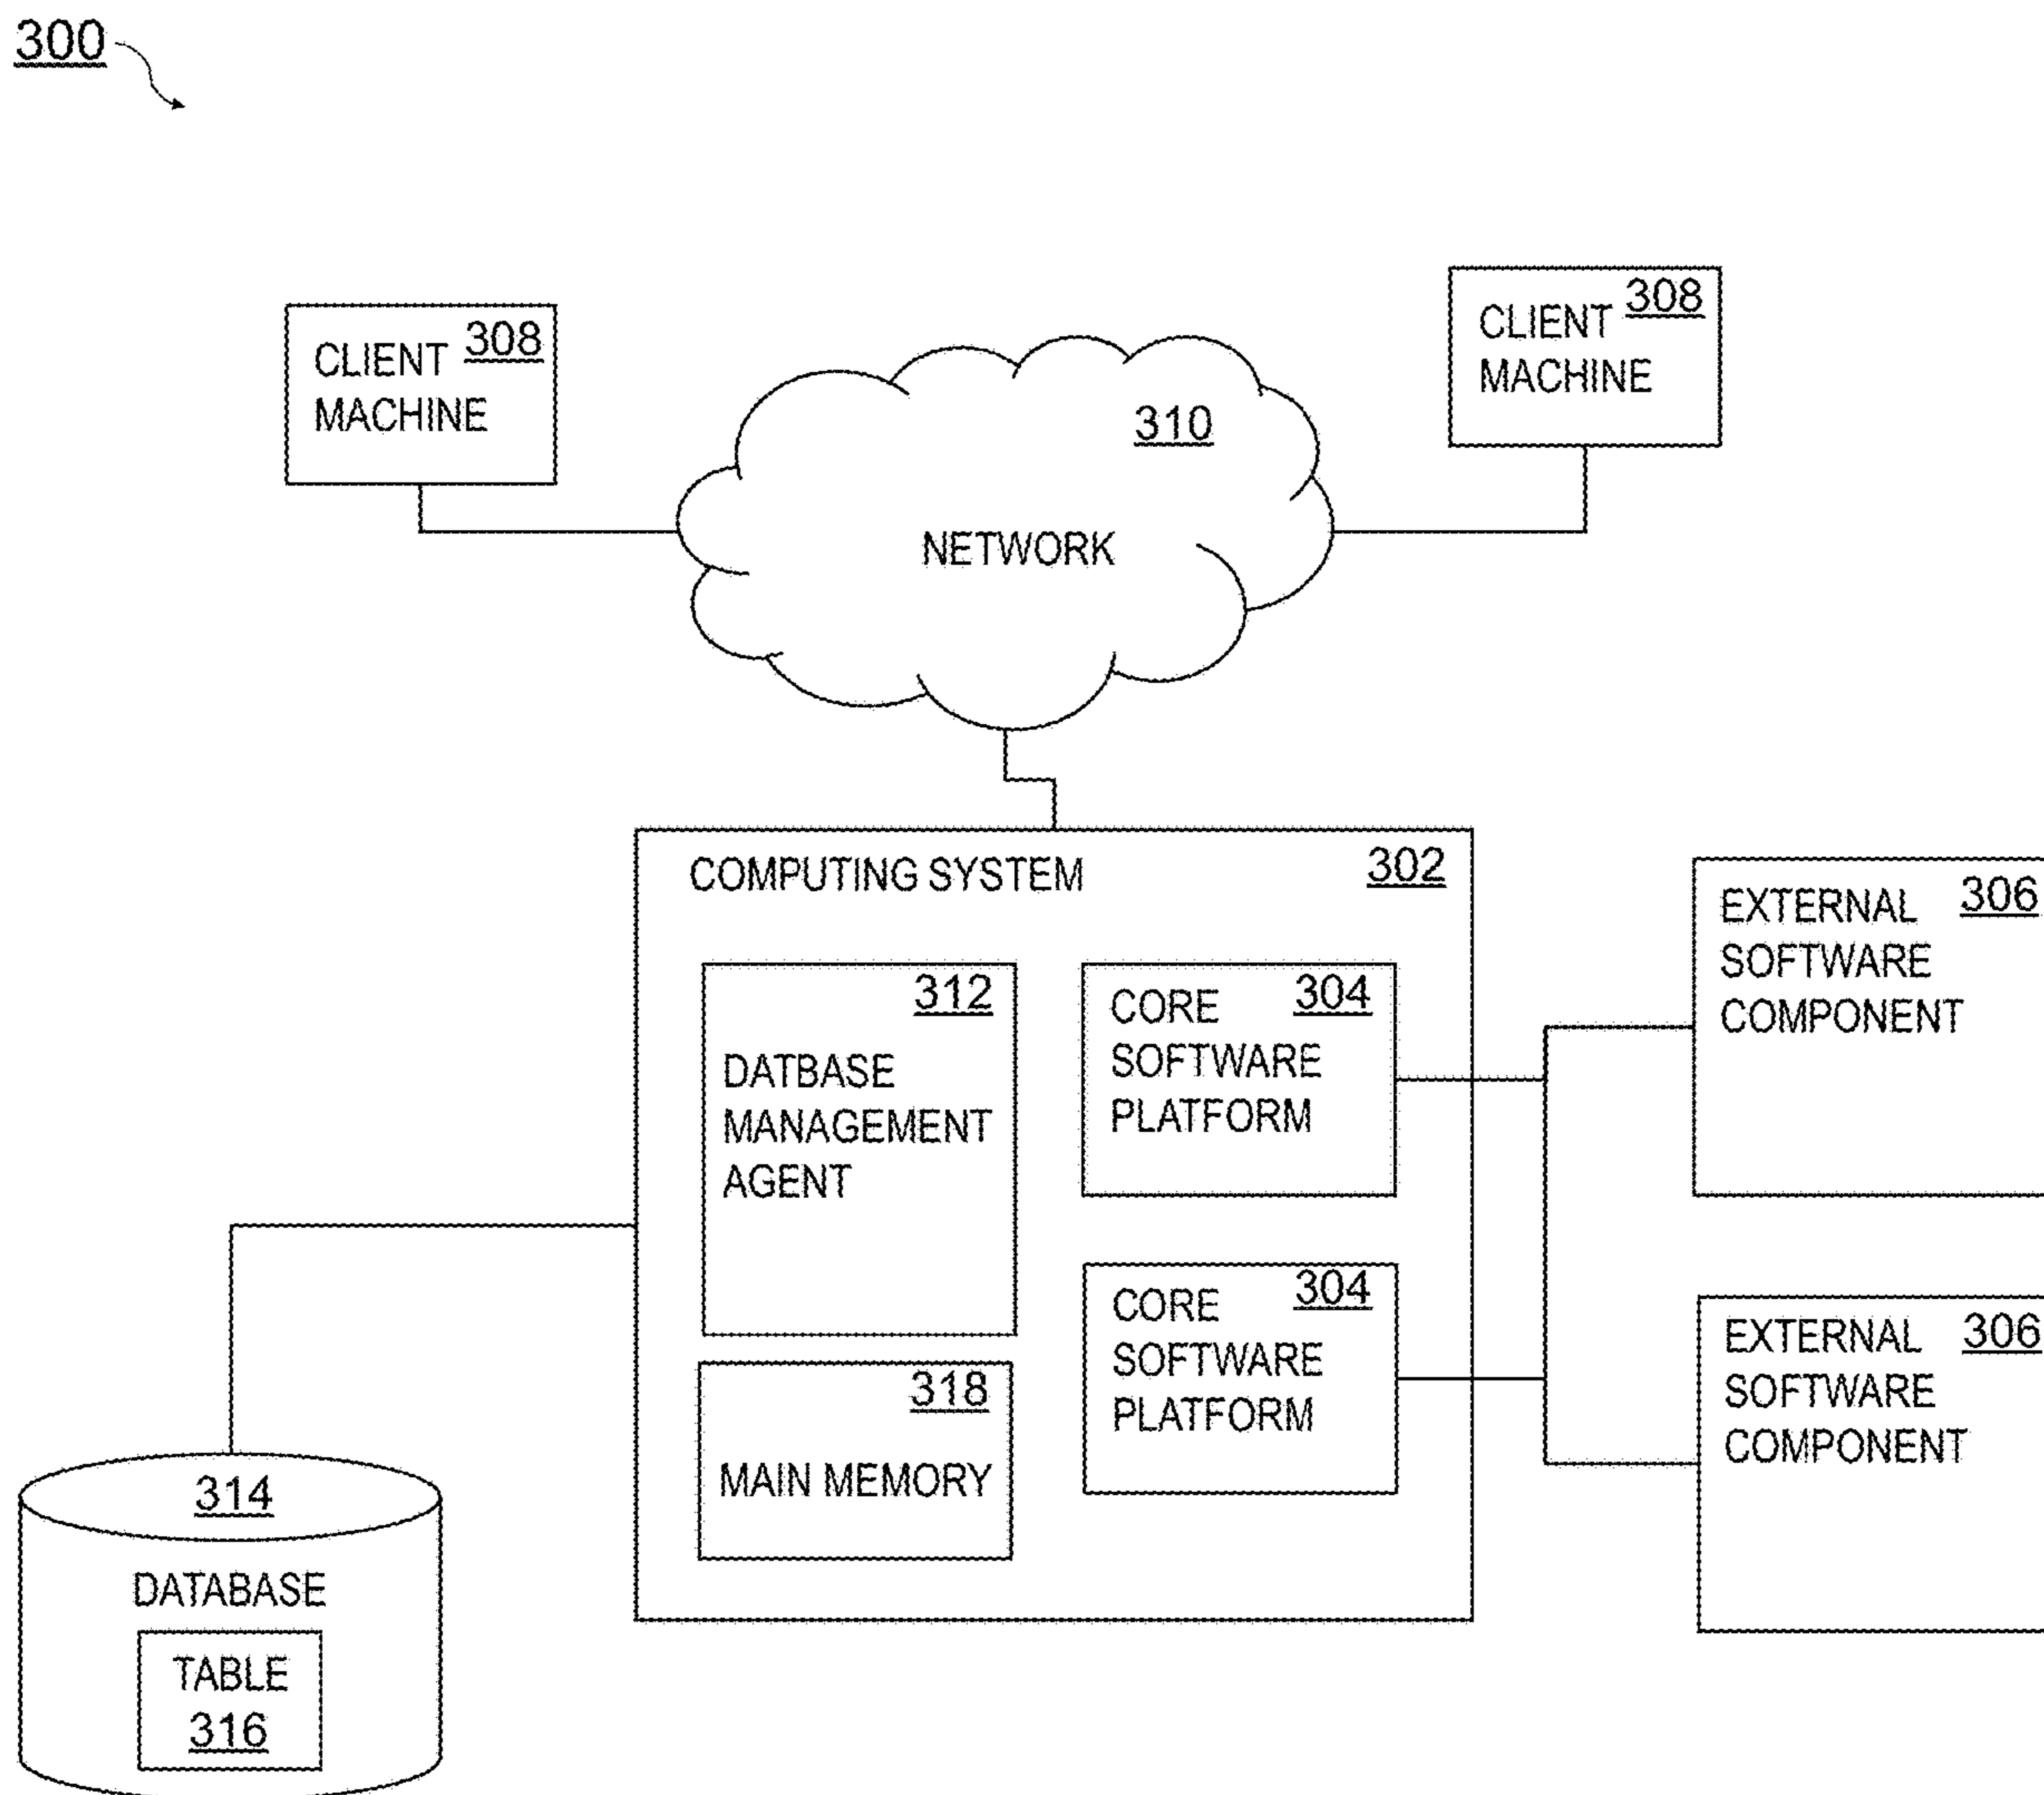 300
CLIENT 308
MACHINE
CLIENT 308
MACHINE
310
NETWORK
COMPUTING SYSTEM 302
312
DATBASE
MANAGEMENT
AGENT
CORE 304
SOFTWARE
PLATFORM
EXTERNAL 306
SOFTWARE
COMPONENT
318
MAIN MEMORY
CORE 304
SOFTWARE
PLATFORM
EXTERNAL 306
SOFTWARE
COMPONENT
314
DATABASE
TABLE
316